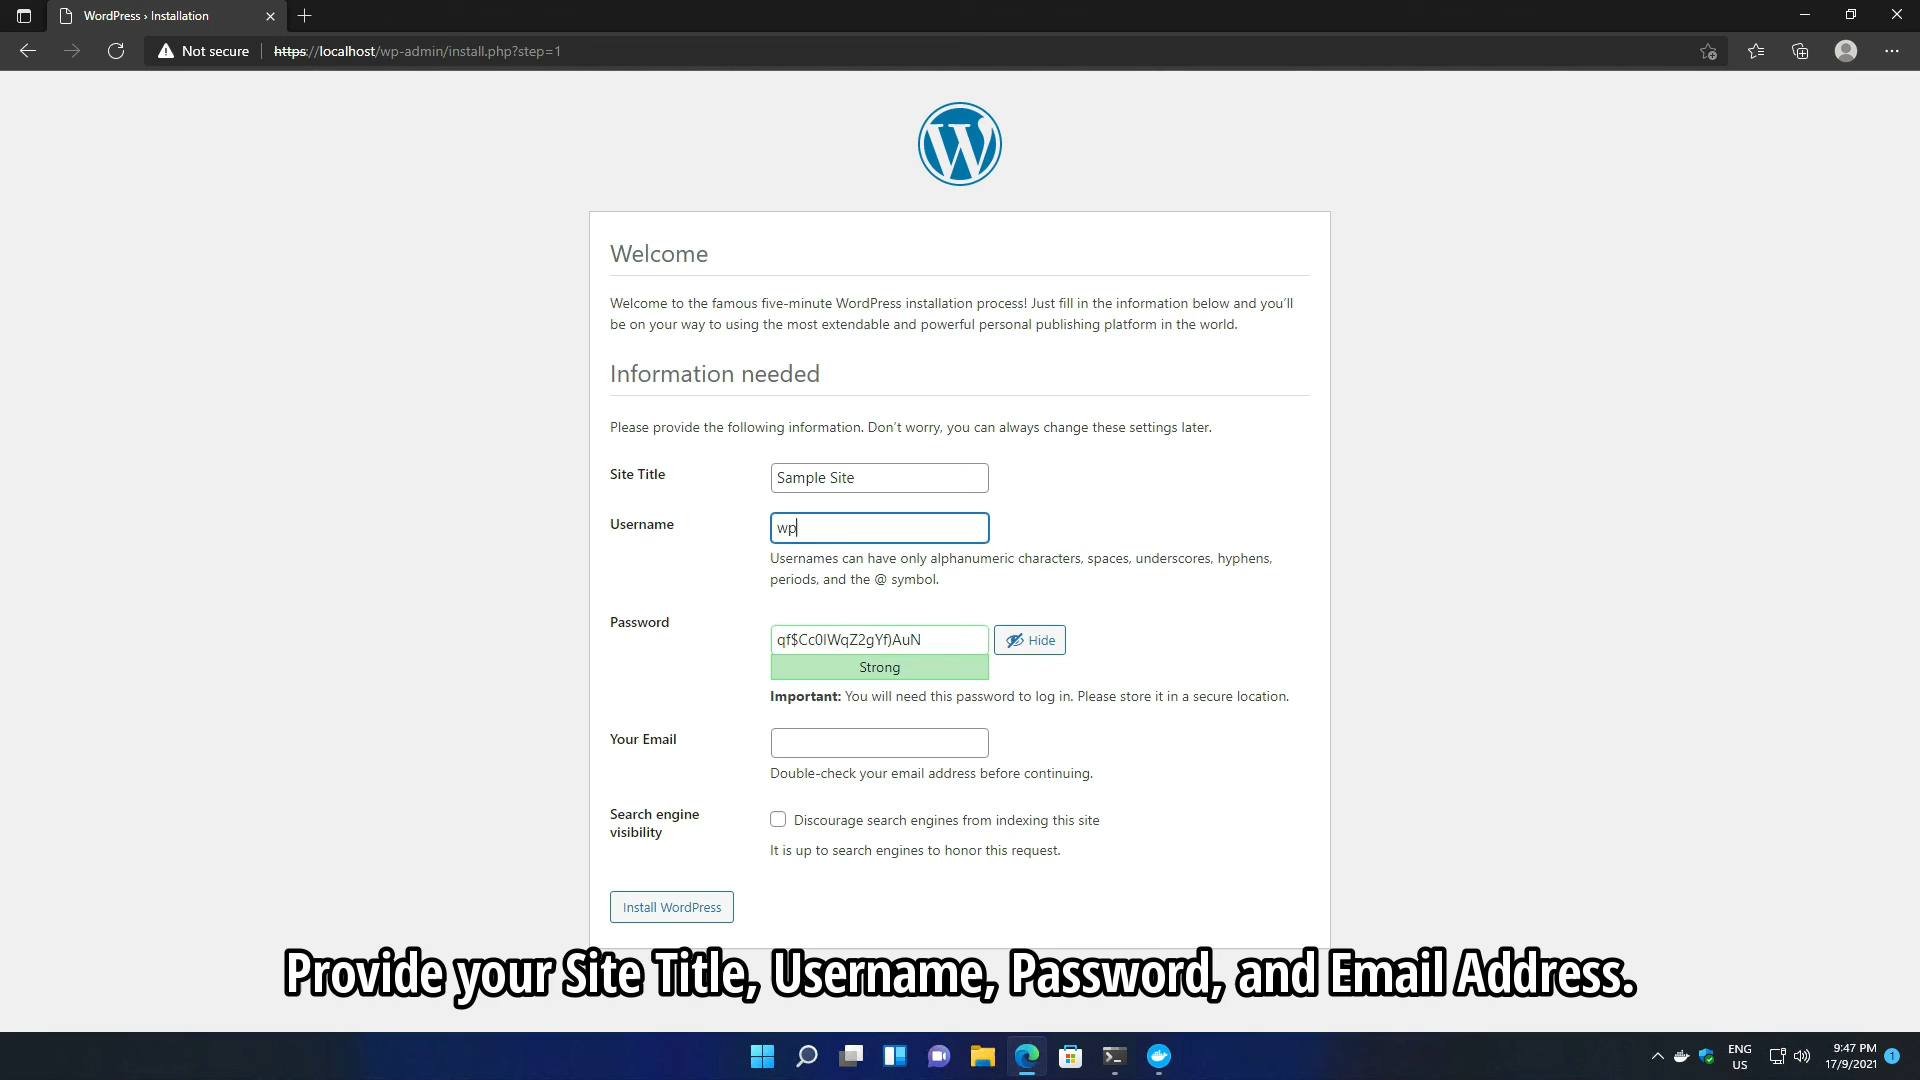 WordPress › Installation
Not secure
https://localhost/wp-admin/install.php?step=1
Welcome
Welcome to the famous five-minute WordPress installation process! Just fill in the information below and you’ll
be on your way to using the most extendable and powerful personal publishing platform in the world.
Information needed
Please provide the following information. Don’t worry, you can always change these settings later.
Site Title
Sample Site
Username
wp
Usernames can have only alphanumeric characters, spaces, underscores, hyphens,
periods, and the @ symbol.
Password
qf$Cc0lWqZ2gYf)AuN
Hide
Strong
Important: You will need this password to log in. Please store it in a secure location.
Your Email
Double-check your email address before continuing.
Search engine
visibility
Discourage search engines from indexing this site
It is up to search engines to honor this request.
Install WordPress
Provide your Site Title, Username, Password, and Email Address.
ENG
US
9:47 PM
17/9/2021
1